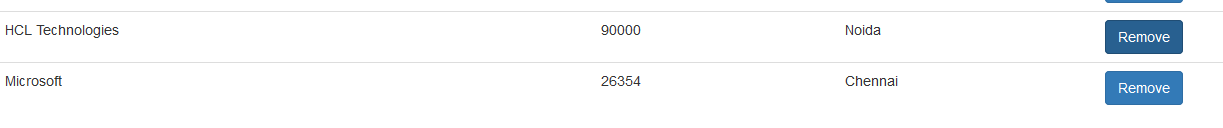 HCL Technologies 90000 Noida Remove
Microsoft 26354 Chennai Remove